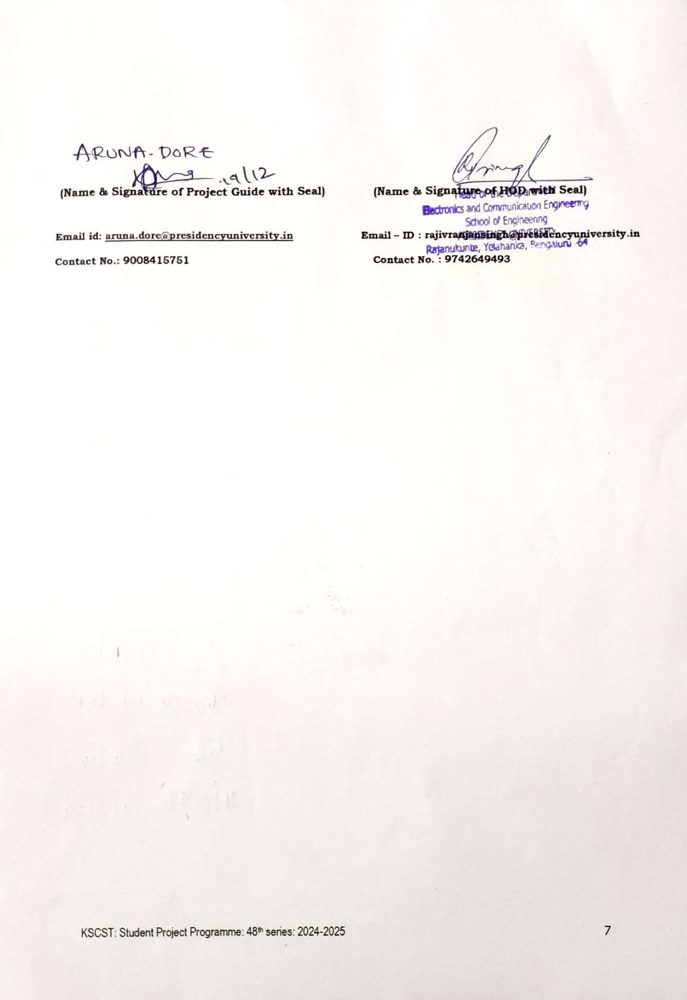 ARUNA-DORE
19/12
(Name & Signature of Project Guide with Seal)
Email id: aruna.dore@presidencyuniversity.in
Contact No.: 9008415751
(Name & Signature of HOD with Seal)
Head of the Department
Electronics and Communication Engineering
School of Engineering
Email – ID : rajivranjansingh@presidencyuniversity.in
UNIVERSITY
Rajanukunte, Yelahanka, Bengaluru -64
Contact No. : 9742649493
KSCST: Student Project Programme: 48th series: 2024-2025
7